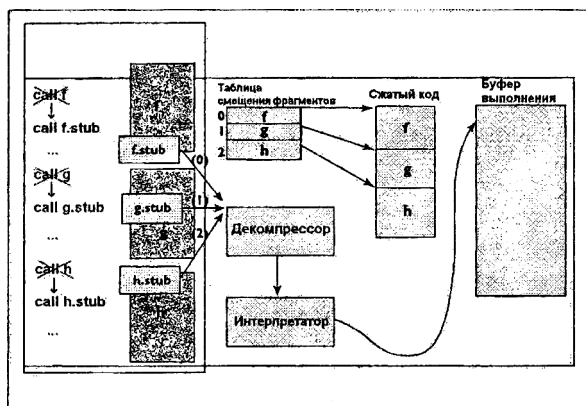 call f
call f.stub
...
call g
call g.stub
...
call h
call h.stub
...
f.stub
g.stub
h.stub
(0)
(1)
(2)
Таблица
смещения фрагментов
0 f
1 g
2 h
Декомпрессор
Интерпретатор
Сжатый код
f
g
h
Буфер
выполнения